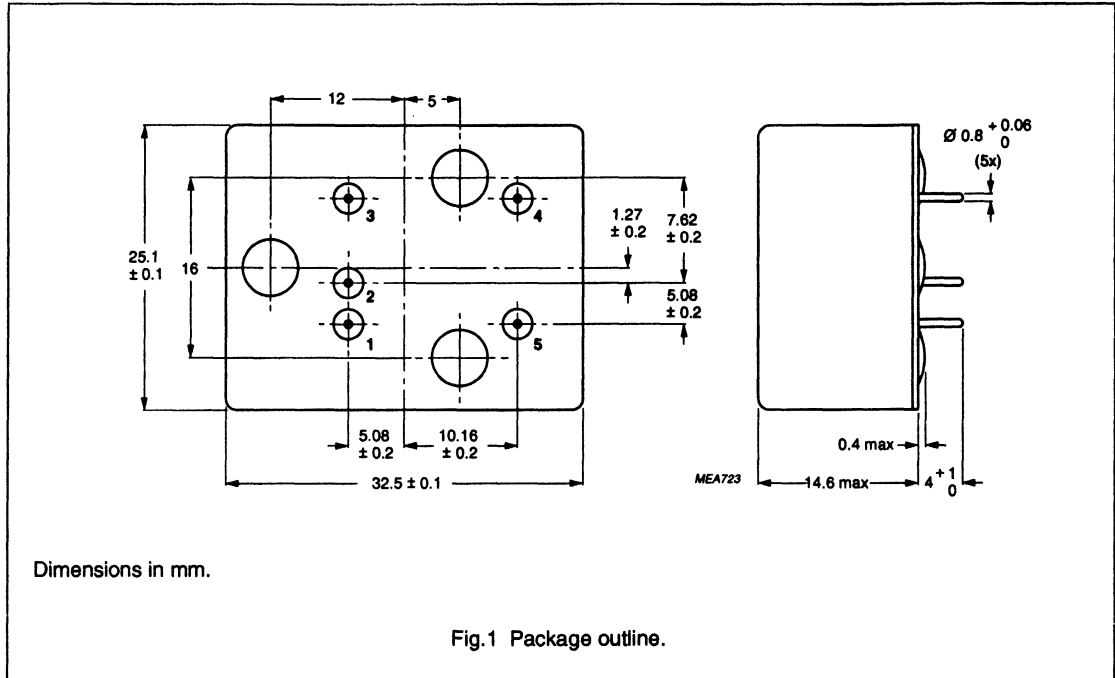 12
5
Ø 0.8 + 0.06
0
(5x)
3
4
1.27
± 0.2
7.62
± 0.2
25.1
± 0.1
16
2
5.08
± 0.2
1
5
5.08
± 0.2
10.16
± 0.2
0.4 max
32.5 ± 0.1
MEA723
14.6 max
4 + 1
0
Dimensions in mm.
Fig.1 Package outline.